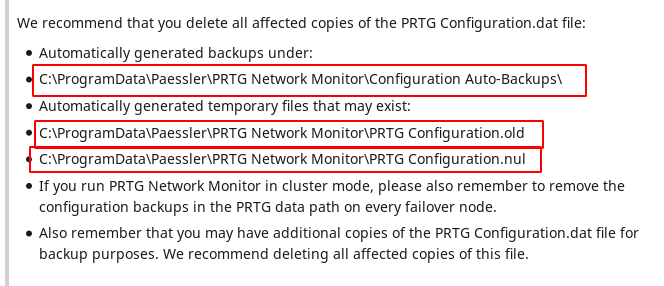 We recommend that you delete all affected copies of the PRTG Configuration.dat file:
• Automatically generated backups under:
• C:\ProgramData\Paessler\PRTG Network Monitor\Configuration Auto-Backups\
• Automatically generated temporary files that may exist:
• C:\ProgramData\Paessler\PRTG Network Monitor\PRTG Configuration.old
• C:\ProgramData\Paessler\PRTG Network Monitor\PRTG Configuration.nul
• If you run PRTG Network Monitor in cluster mode, please also remember to remove the
configuration backups in the PRTG data path on every failover node.
• Also remember that you may have additional copies of the PRTG Configuration.dat file for
backup purposes. We recommend deleting all affected copies of this file.